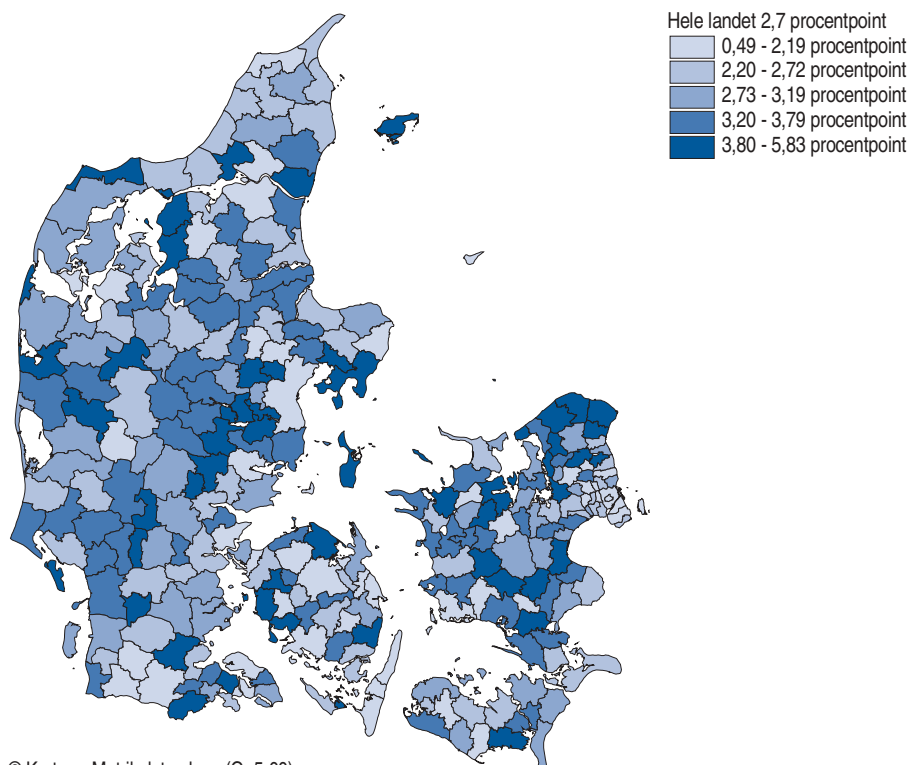 Hele landet 2,7 procentpoint
0,49 - 2,19 procentpoint
2,20 - 2,72 procentpoint
2,73 - 3,19 procentpoint
3,20 - 3,79 procentpoint
3,80 - 5,83 procentpoint